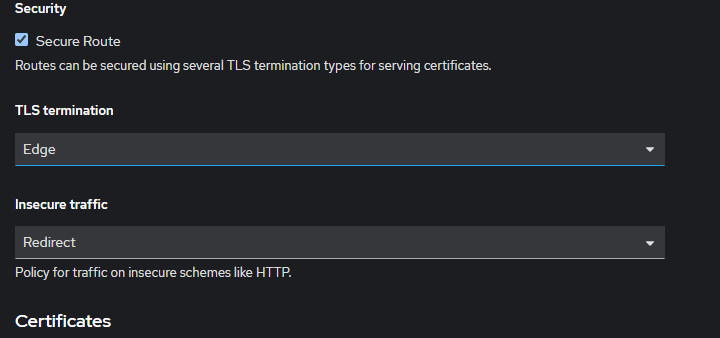 Security
Secure Route
Routes can be secured using several TLS termination types for serving certificates.
TLS termination
Edge
Insecure traffic
Redirect
Policy for traffic on insecure schemes like HTTP.
Certificates